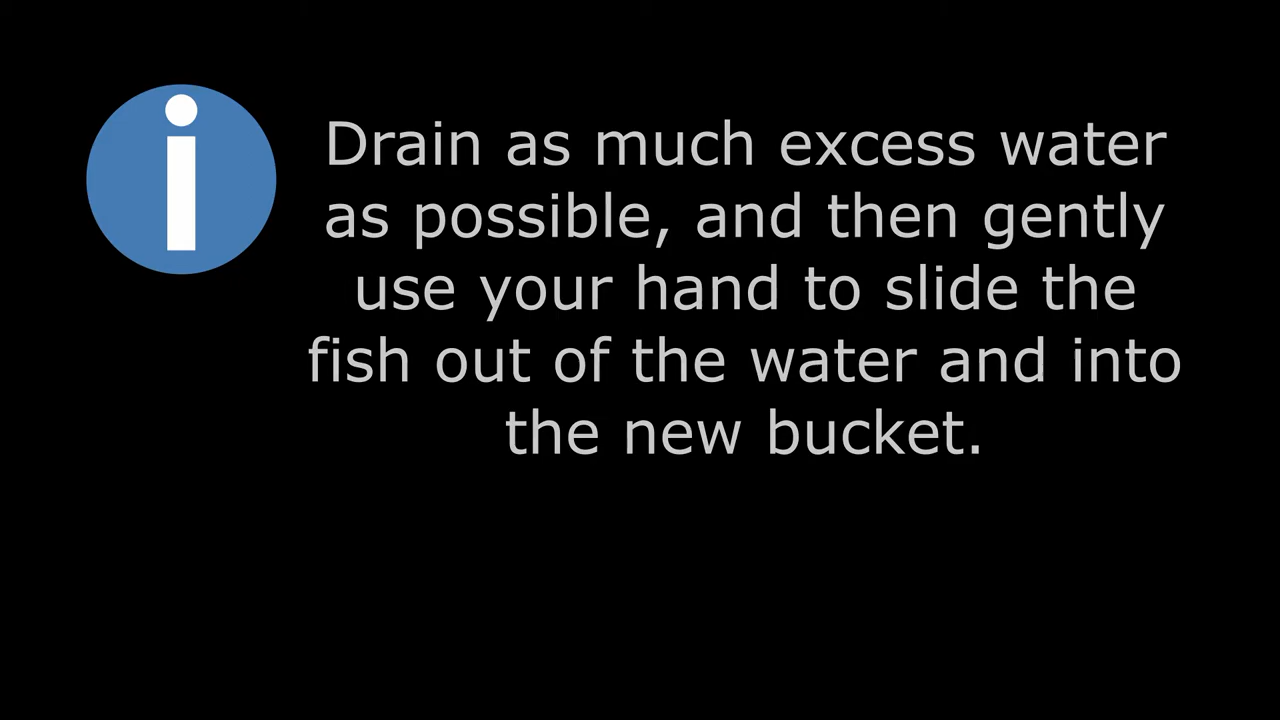 Drain as much excess water
as possible, and then gently
use your hand to slide the
fish out of the water and into
the new bucket.